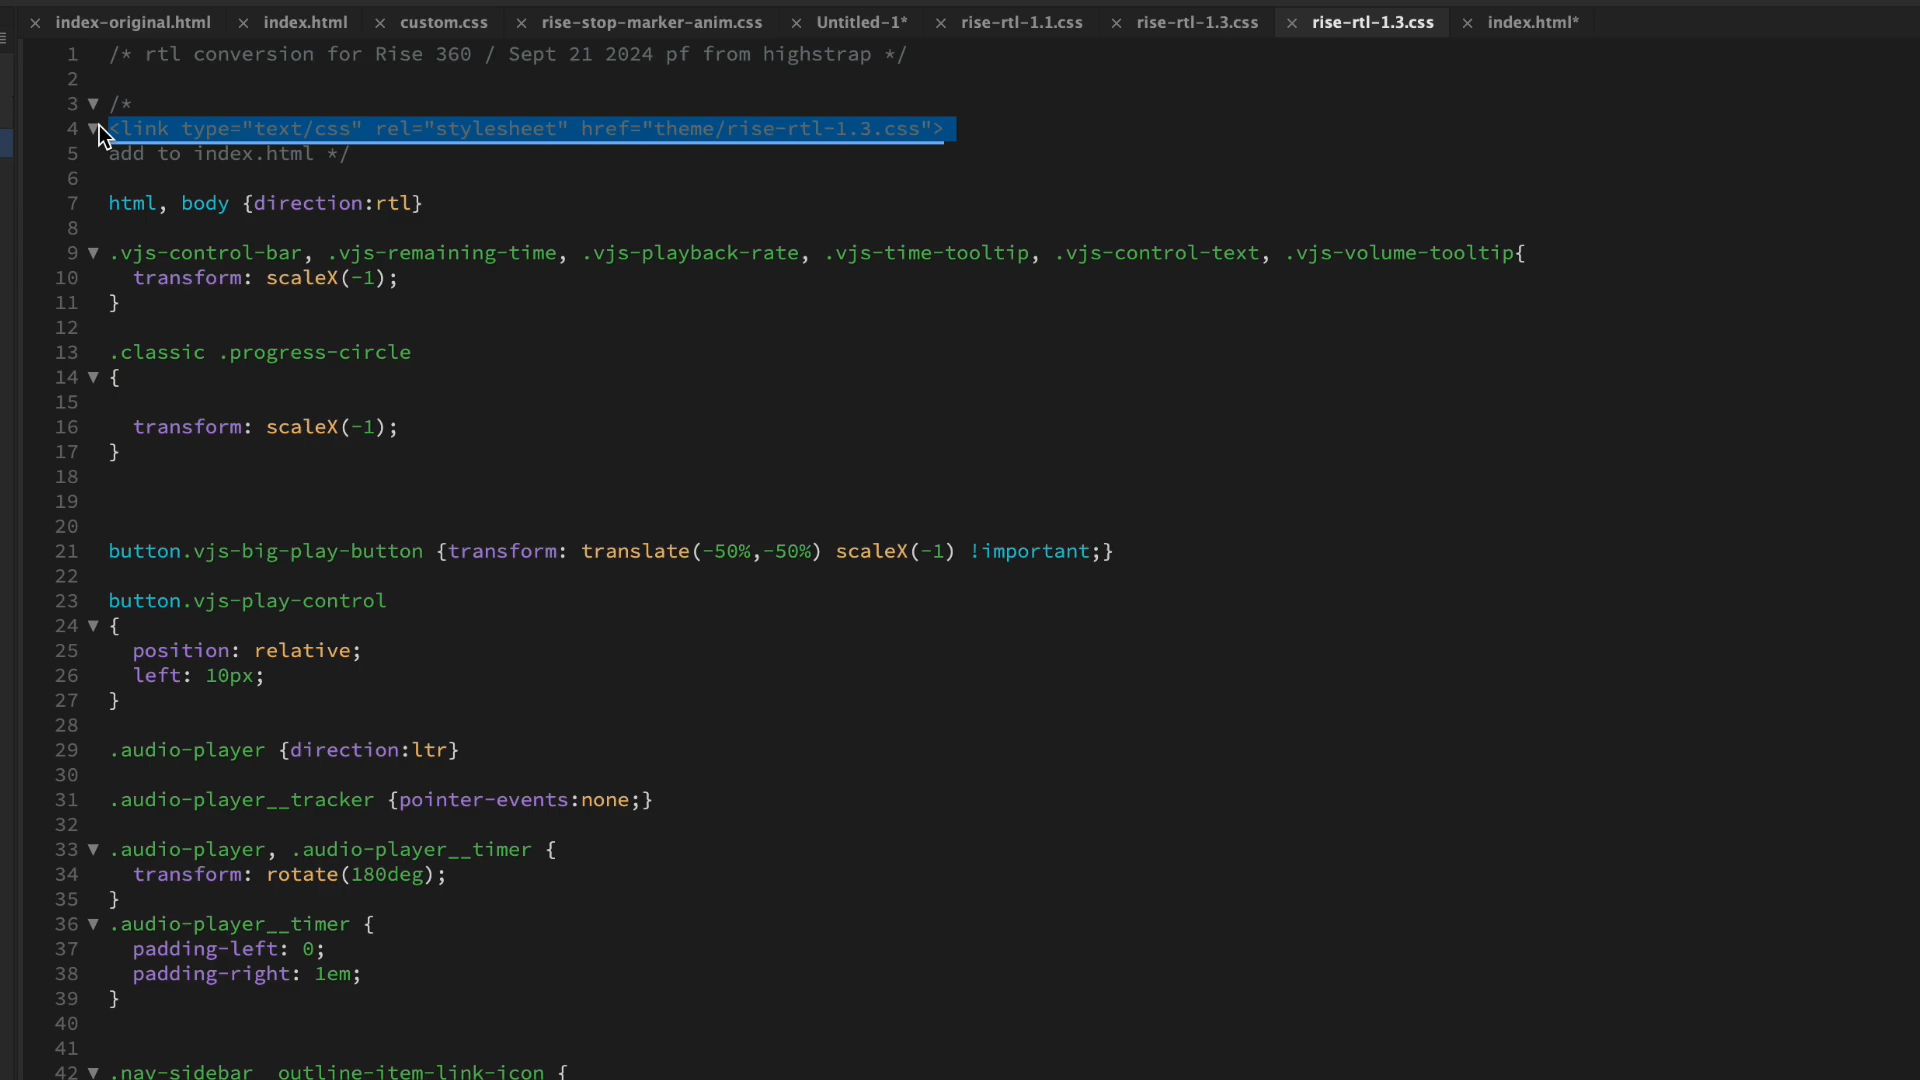 index-original.html index.html custom.css rise-stop-marker-anim.css Untitled-1* rise-rtl-1.1.css rise-rtl-1.3.css rise-rtl-1.3.css index.html*
1 /* rtl conversion for Rise 360 / Sept 21 2024 pf from highstrap */
2
3 /*
4 <link type="text/css" rel="stylesheet" href="theme/rise-rtl-1.3.css">
5 add to index.html */
6
7 html, body {direction:rtl}
8
9 .vjs-control-bar, .vjs-remaining-time, .vjs-playback-rate, .vjs-time-tooltip, .vjs-control-text, .vjs-volume-tooltip{
10 transform: scaleX(-1);
11 }
12
13 .classic .progress-circle
14 {
15
16 transform: scaleX(-1);
17 }
18
19
20
21 button.vjs-big-play-button {transform: translate(-50%,-50%) scaleX(-1) !important;}
22
23 button.vjs-play-control
24 {
25 position: relative;
26 left: 10px;
27 }
28
29 .audio-player {direction:ltr}
30
31 .audio-player__tracker {pointer-events:none;}
32
33 .audio-player, .audio-player__timer {
34 transform: rotate(180deg);
35 }
36 .audio-player__timer {
37 padding-left: 0;
38 padding-right: 1em;
39 }
40
41
42 .nav-sidebar__outline-item-link-icon {